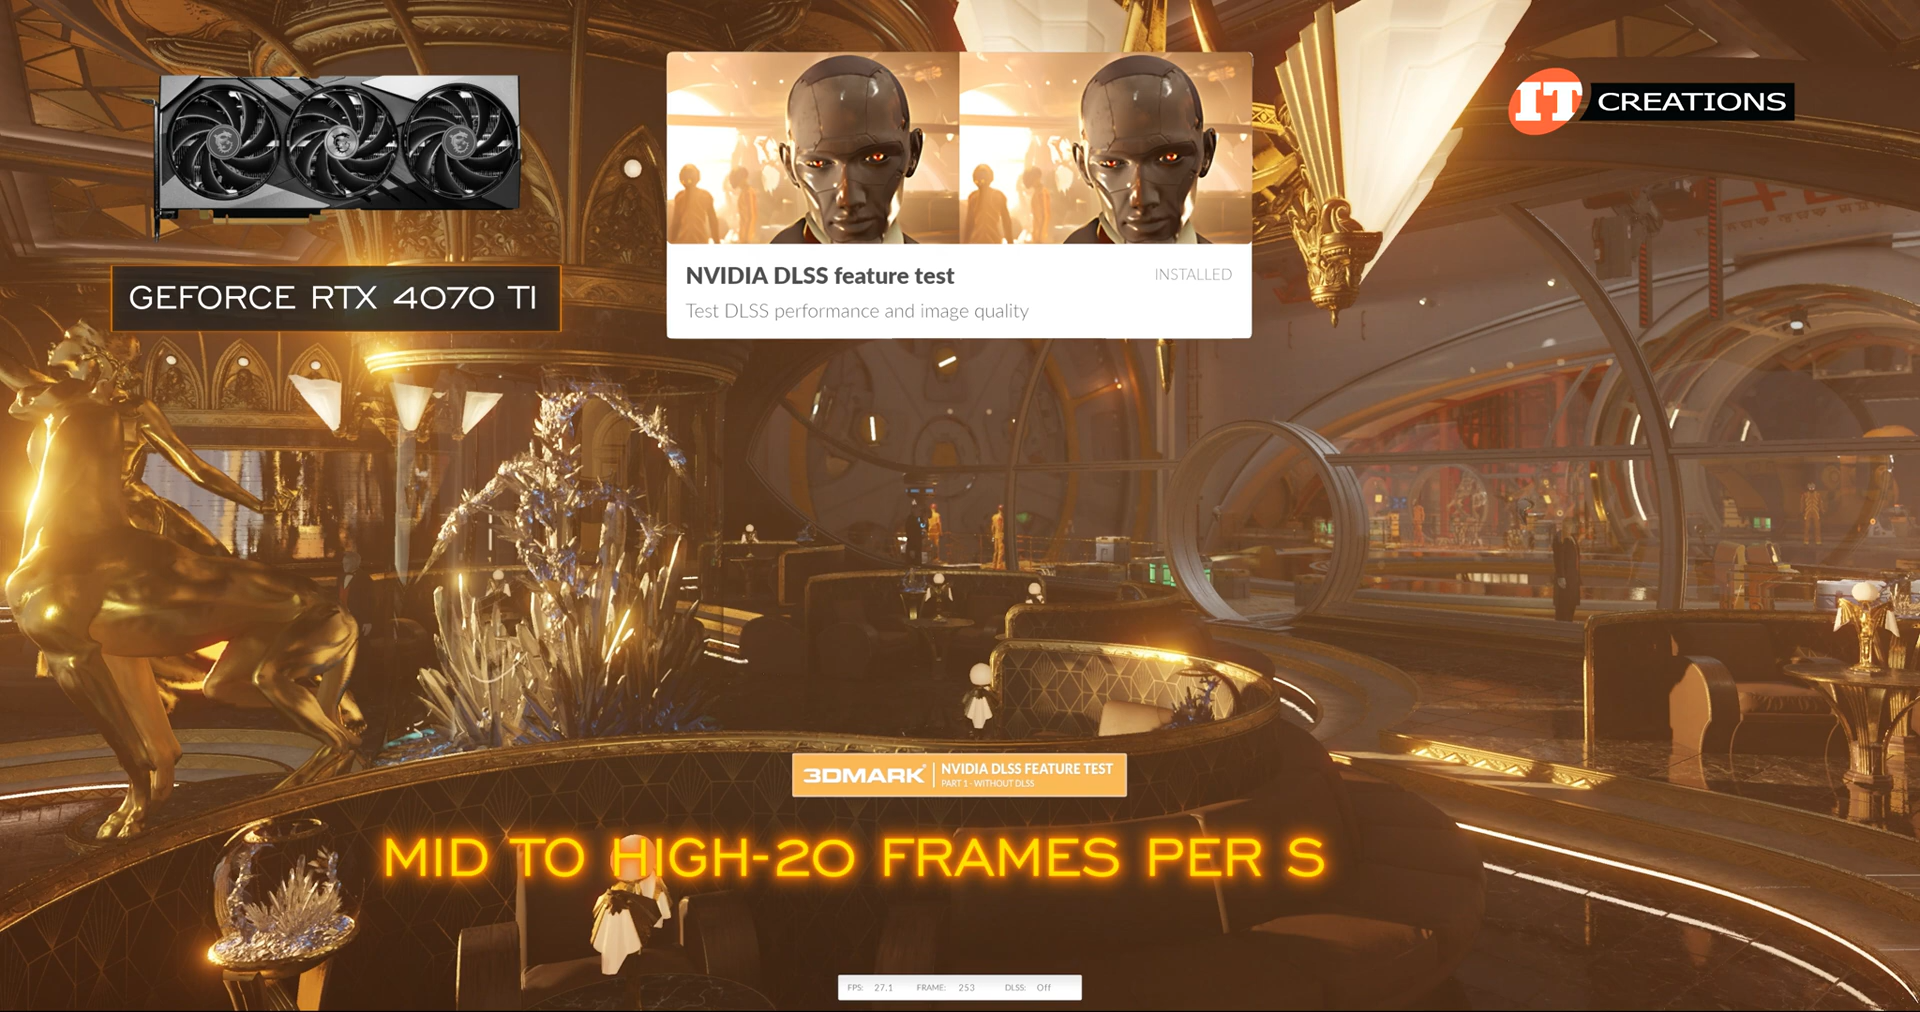 IT CREATIONS
GEFORCE RTX 4070 TI
NVIDIA DLSS feature test
INSTALLED
Test DLSS performance and image quality
3DMARK
NVIDIA DLSS FEATURE TEST
PART 1 - WITHOUT DLSS
MID TO HIGH-20 FRAMES PER S
FPS: 27.1 FRAME: 253 DLSS: Off